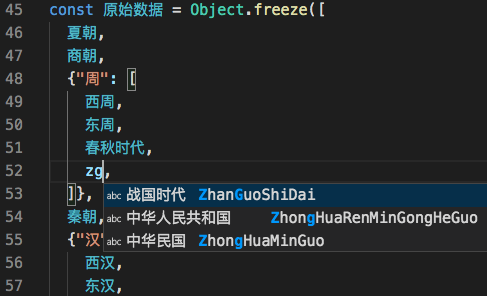 45 const 原始数据 = Object.freeze([
46 夏朝,
47 商朝,
48 {"周": [
49 西周,
50 东周,
51 春秋时代,
52 zg,
53 ]},
abc 战国时代 ZhanGuoShiDai
54 秦朝,
abc 中华人民共和国 ZhongHuaRenMinGongHeGuo
55 {"汉"
abc 中华民国 ZhongHuaMinGuo
56 西汉,
57 东汉,